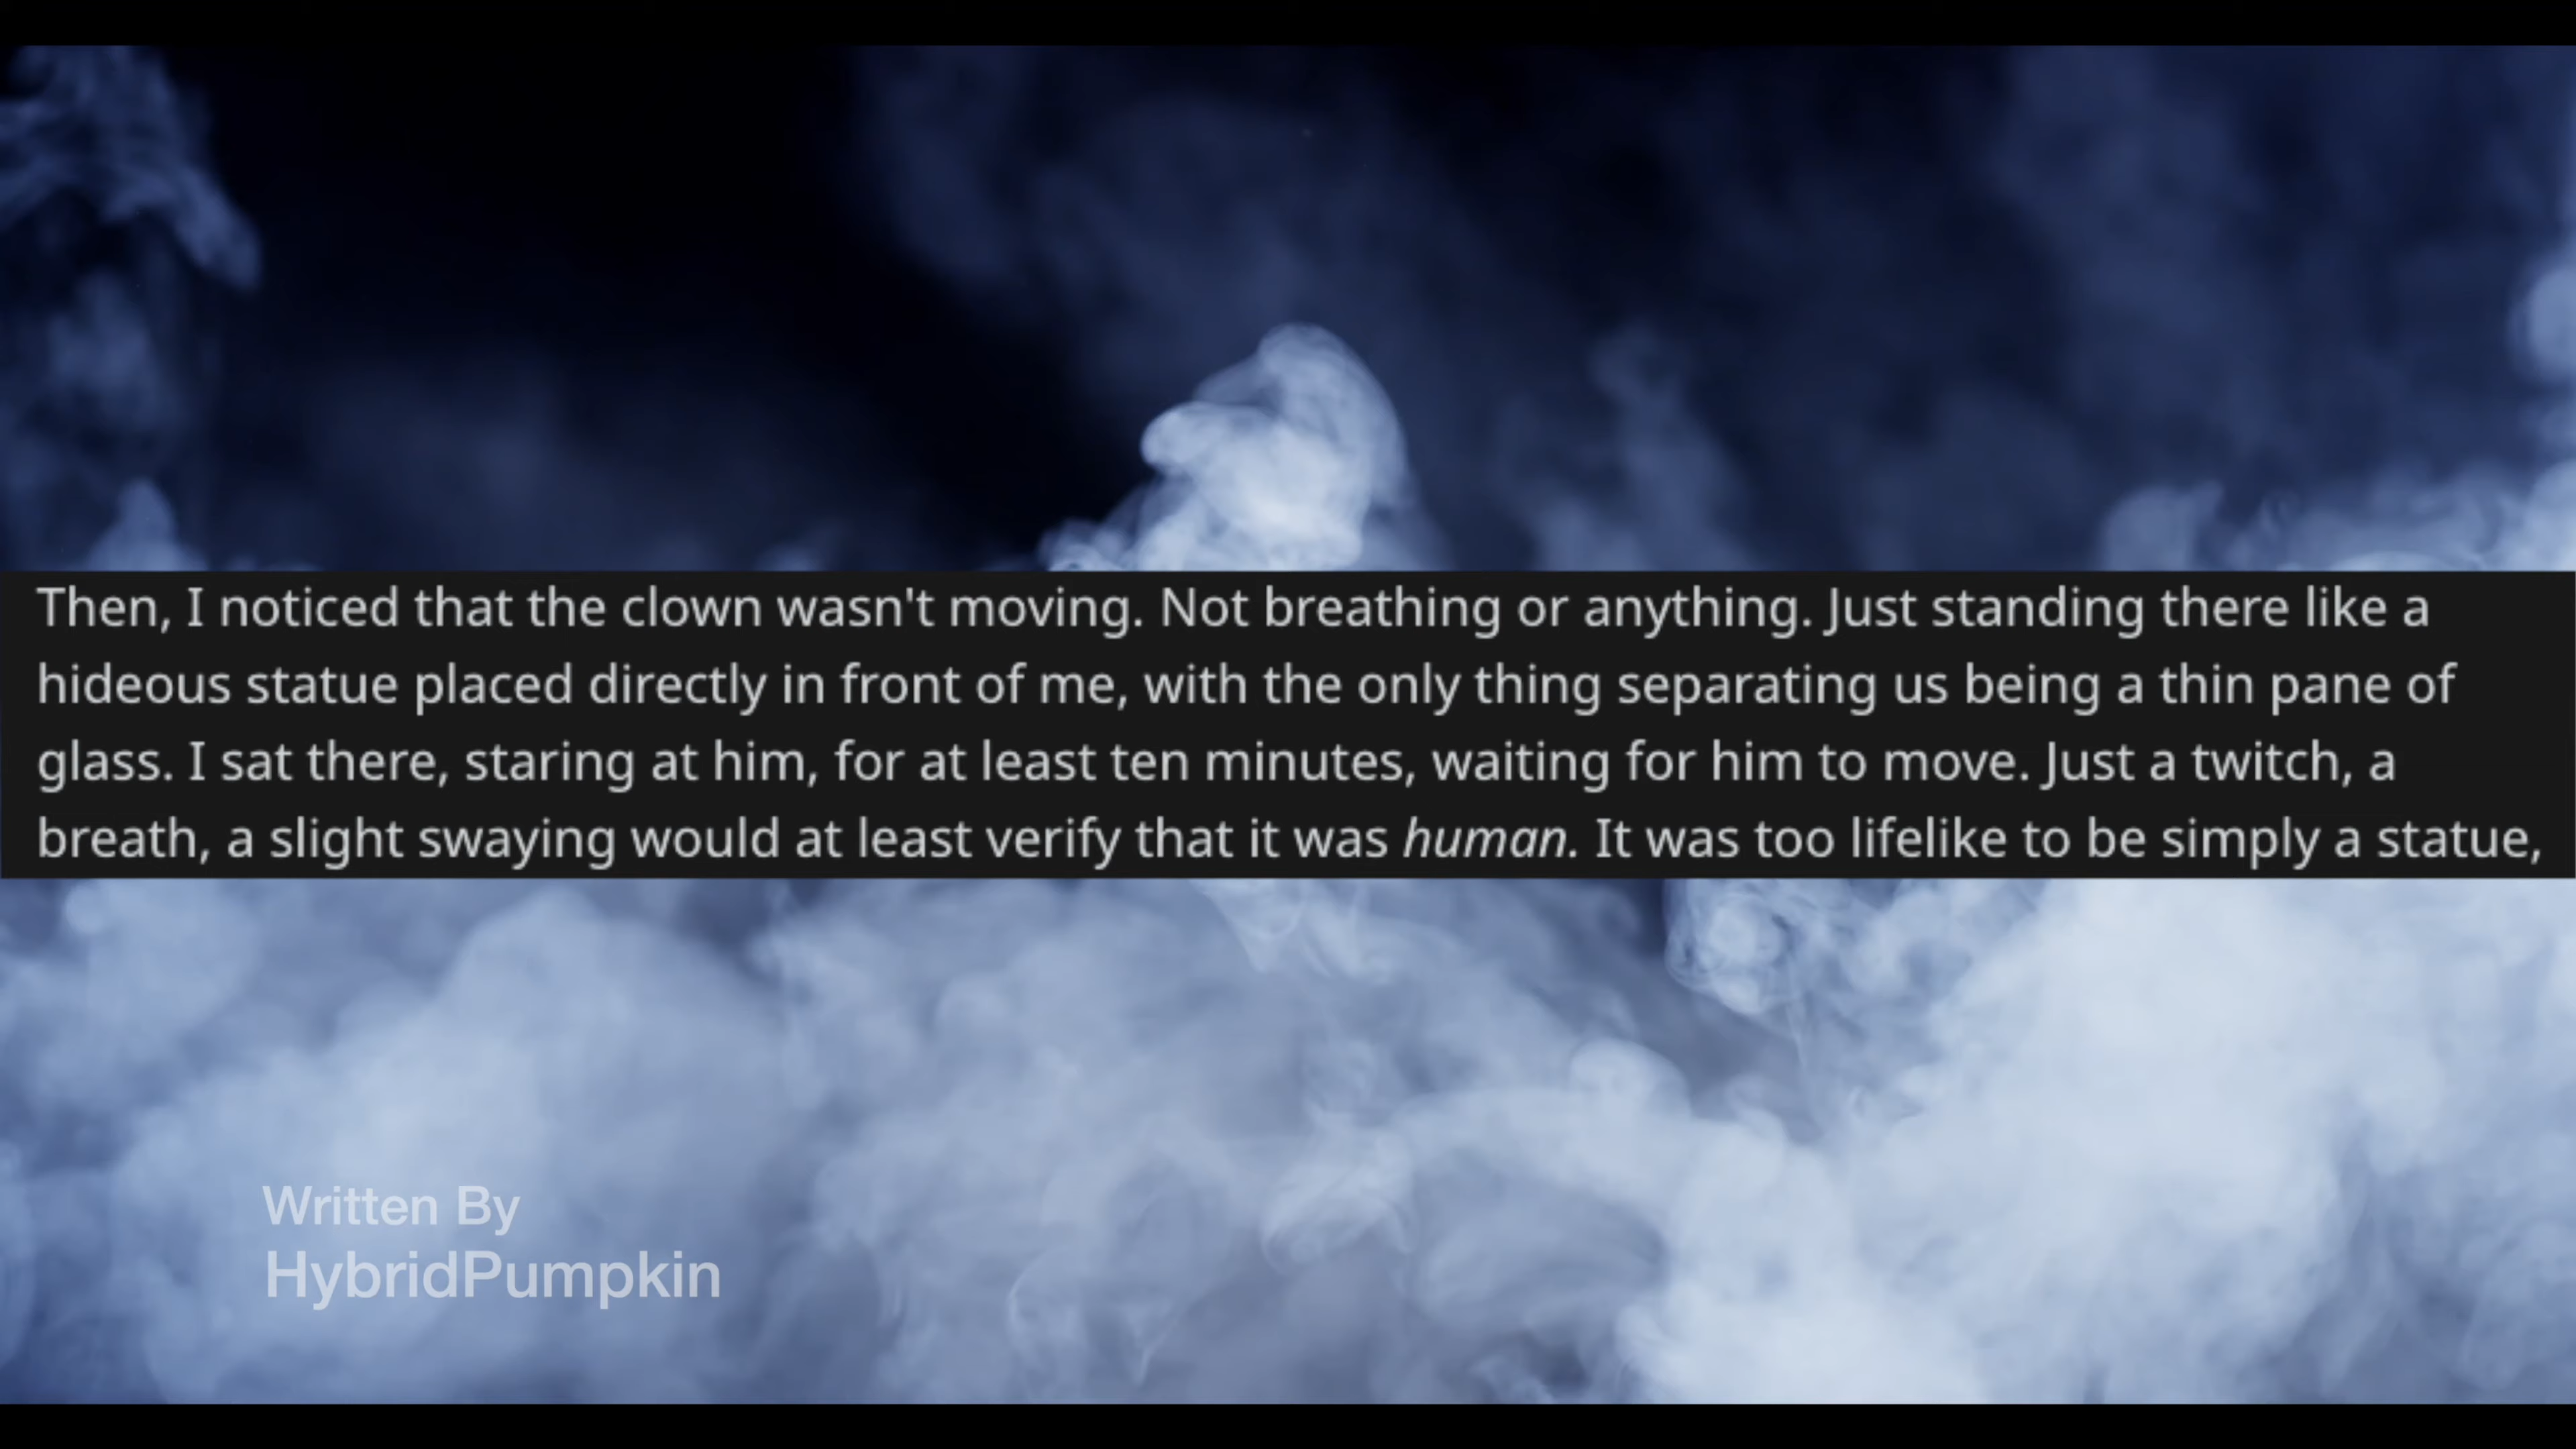 Then, I noticed that the clown wasn't moving. Not breathing or anything. Just standing there like a
hideous statue placed directly in front of me, with the only thing separating us being a thin pane of
glass. I sat there, staring at him, for at least ten minutes, waiting for him to move. Just a twitch, a
breath, a slight swaying would at least verify that it was human. It was too lifelike to be simply a statue,
Written By
HybridPumpkin